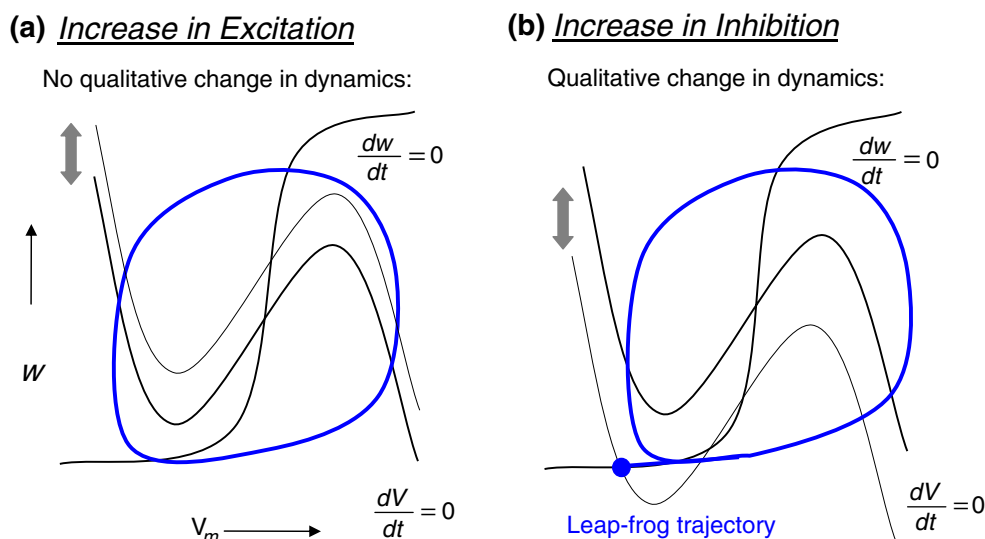 (a) Increase in Excitation
No qualitative change in dynamics:
dw/dt = 0
w
V_m
dV/dt = 0
(b) Increase in Inhibition
Qualitative change in dynamics:
dw/dt = 0
dV/dt = 0
Leap-frog trajectory